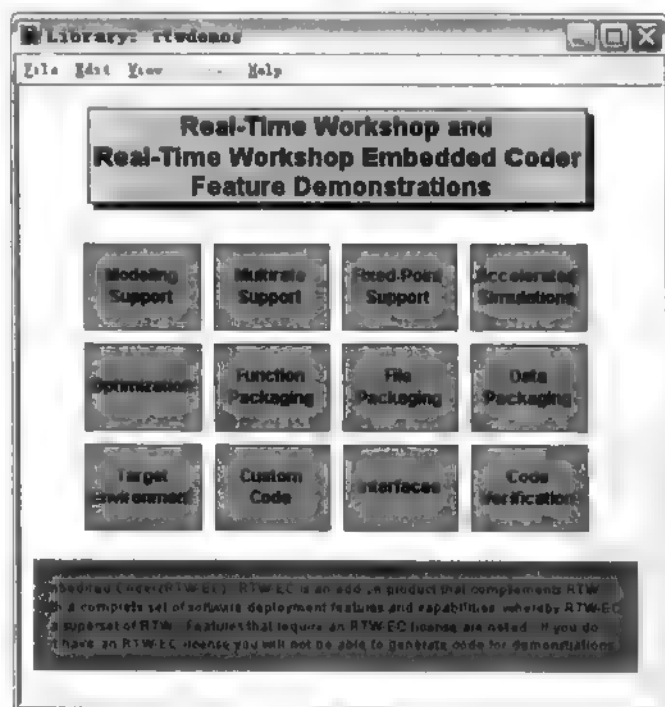 Library: rtwdemos
File Edit View Help
Real-Time Workshop and
Real-Time Workshop Embedded Coder
Feature Demonstrations
Modeling Support
Multirate Support
Fixed-Point Support
Accelerated Simulations
Optimizations
Function Packaging
File Packaging
Data Packaging
Target Environment
Custom Code
Interfaces
Code Verification
(RTW-EC). RTW-EC is an add product that complements RTW
a complete set of software deployment features and capabilities whereby RTW-EC
a superset of RTW. Features that require an RTW-EC license are noted. If you do
have an RTW-EC license you will not be able to generate code for demonstrations